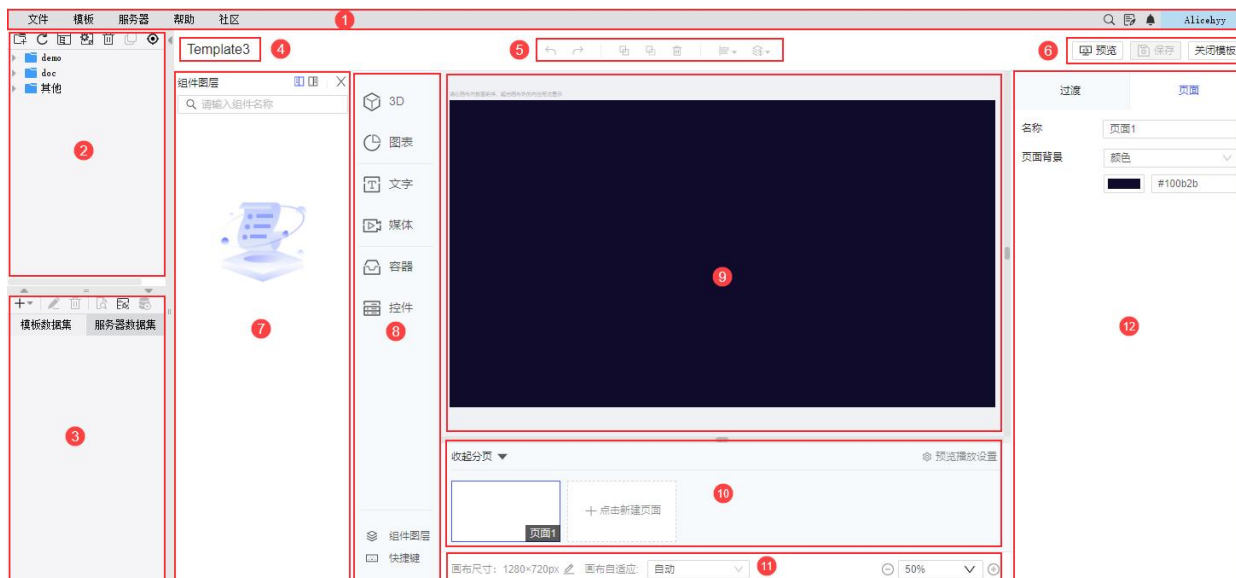 文件 模板 服务器 帮助 社区 1 Alicehyy
demo
doc
其他
2
模板数据集 服务器数据集
3
Template3 4
5
6 预览 保存 关闭模板
组件图层
请输入组件名称
7
3D
图表
文字
媒体
容器
控件
8
组件图层
快捷键
9
收起分页 预览播放设置
页面1 点击新建页面 10
画布尺寸: 1280×720px 画布自适应: 自动 11 50%
过渡 页面
名称 页面1
页面背景 颜色
#100b2b
12